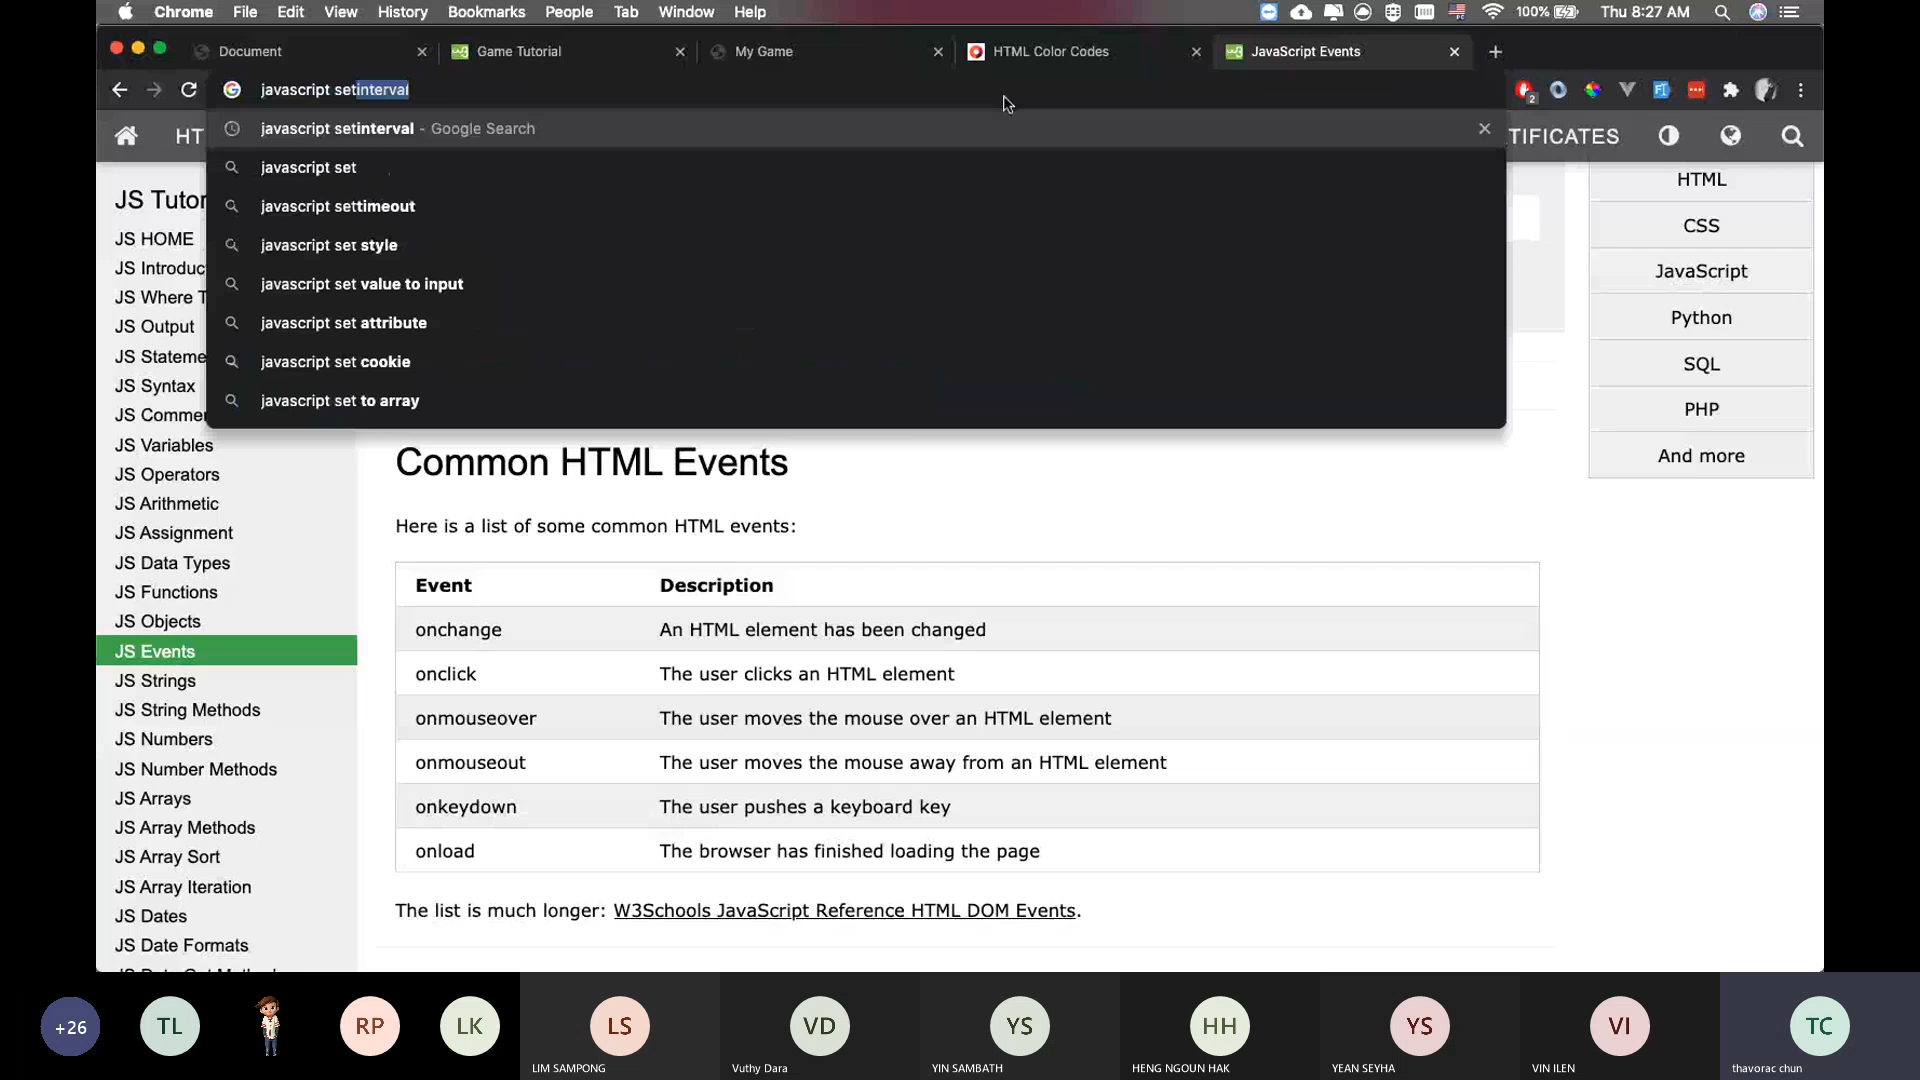 Chrome File Edit View History Bookmarks People Tab Window Help 100% Thu 8:27 AM
Document Game Tutorial My Game HTML Color Codes JavaScript Events
javascript setinterval
2
javascript setinterval - Google Search
HT
TIFICATES
javascript set
javascript settimeout
javascript set style
javascript set value to input
javascript set attribute
javascript set cookie
javascript set to array
JS Tutor
JS HOME
JS Introduc
JS Where T
JS Output
JS Stateme
JS Syntax
JS Commer
JS Variables
JS Operators
JS Arithmetic
JS Assignment
JS Data Types
JS Functions
JS Objects
JS Events
JS Strings
JS String Methods
JS Numbers
JS Number Methods
JS Arrays
JS Array Methods
JS Array Sort
JS Array Iteration
JS Dates
JS Date Formats
Common HTML Events
Here is a list of some common HTML events:
Event Description
onchange An HTML element has been changed
onclick The user clicks an HTML element
onmouseover The user moves the mouse over an HTML element
onmouseout The user moves the mouse away from an HTML element
onkeydown The user pushes a keyboard key
onload The browser has finished loading the page
The list is much longer: W3Schools JavaScript Reference HTML DOM Events.
HTML
CSS
JavaScript
Python
SQL
PHP
And more
+26 TL RP LK LS VD YS HH YS VI TC
LIM SAMPONG Vuthy Dara YIN SAMBATH HENG NGOUN HAK YEAN SEYHA VIN ILEN thavorac chun